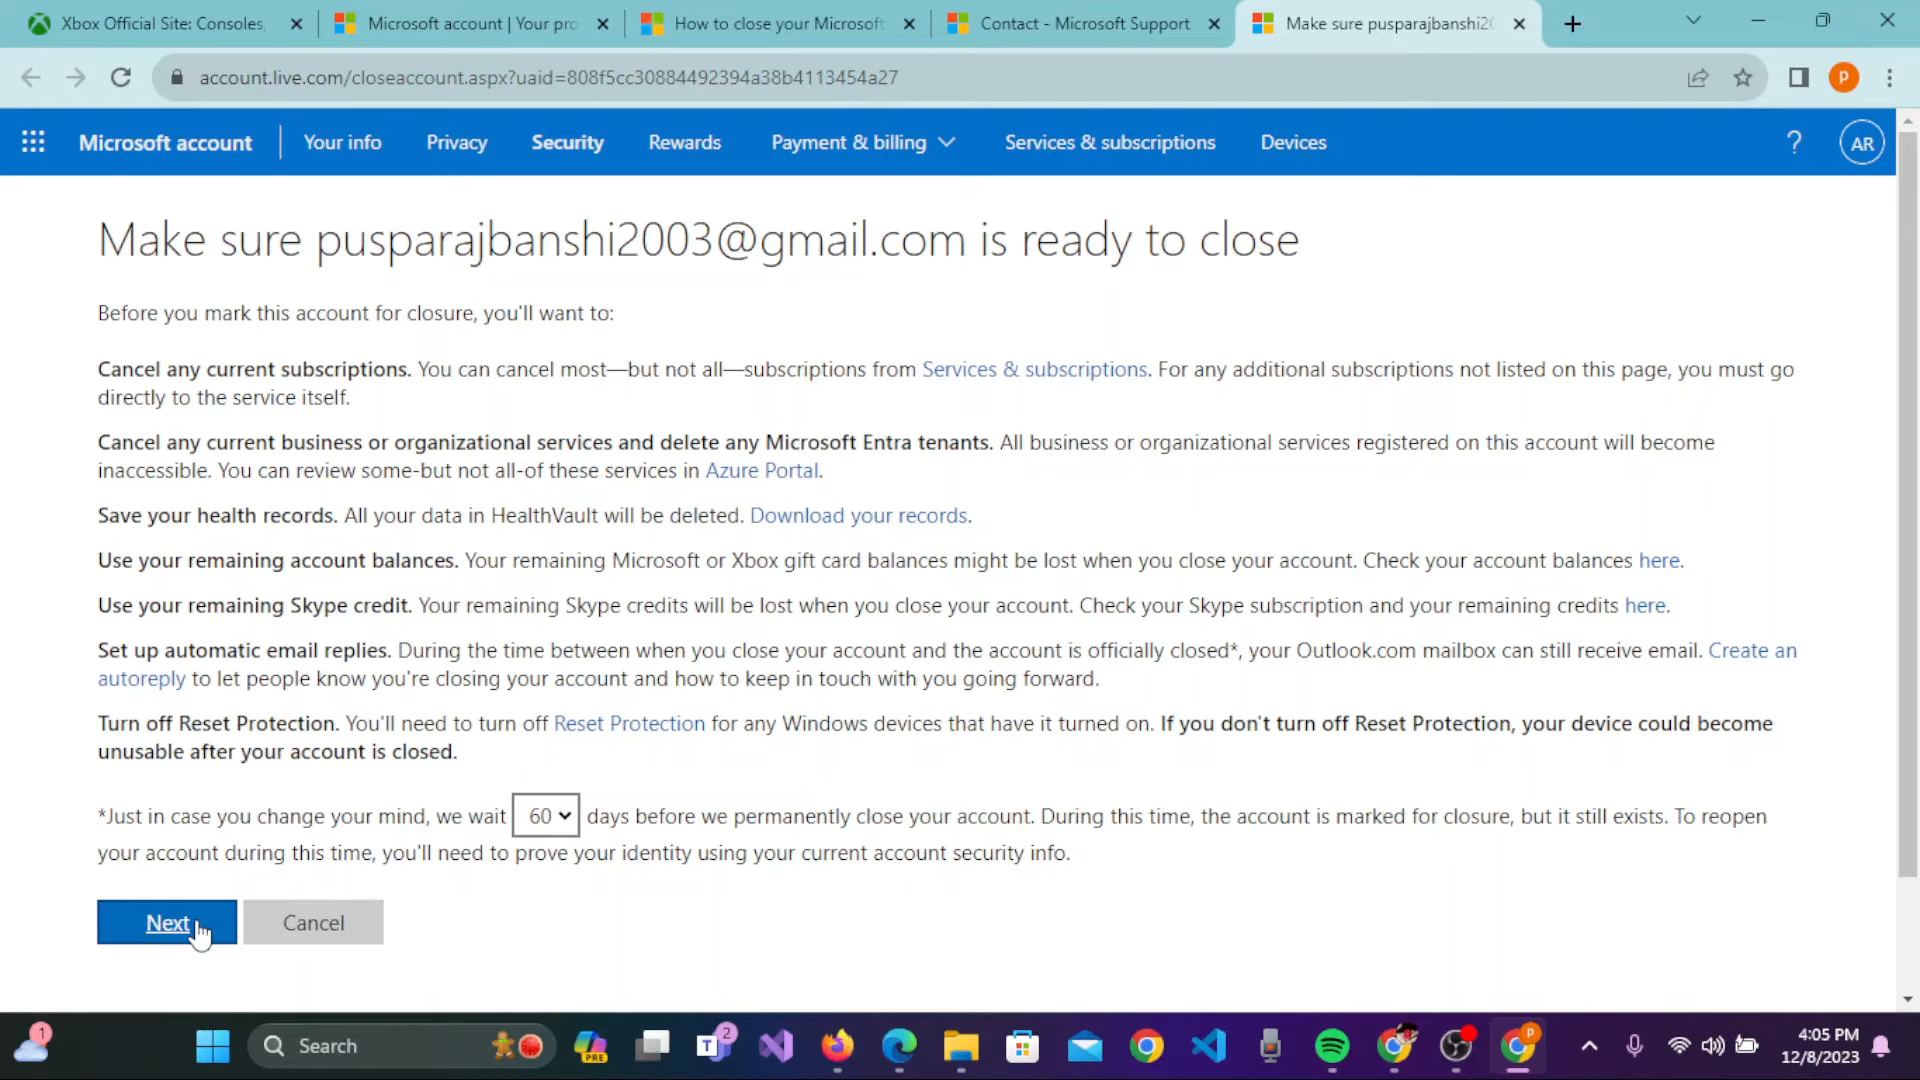 Xbox Official Site: Consoles,
Microsoft account | Your pro
How to close your Microsoft
Contact - Microsoft Support
Make sure pusparajbanshi20
account.live.com/closeaccount.aspx?uaid=808f5cc30884492394a38b4113454a27
P
Microsoft account
Your info
Privacy
Security
Rewards
Payment & billing
Services & subscriptions
Devices
?
AR
Make sure pusparajbanshi2003@gmail.com is ready to close
Before you mark this account for closure, you'll want to:
Cancel any current subscriptions. You can cancel most—but not all—subscriptions from Services & subscriptions. For any additional subscriptions not listed on this page, you must go
directly to the service itself.
Cancel any current business or organizational services and delete any Microsoft Entra tenants. All business or organizational services registered on this account will become
inaccessible. You can review some-but not all-of these services in Azure Portal.
Save your health records. All your data in HealthVault will be deleted. Download your records.
Use your remaining account balances. Your remaining Microsoft or Xbox gift card balances might be lost when you close your account. Check your account balances here.
Use your remaining Skype credit. Your remaining Skype credits will be lost when you close your account. Check your Skype subscription and your remaining credits here.
Set up automatic email replies. During the time between when you close your account and the account is officially closed*, your Outlook.com mailbox can still receive email. Create an
autoreply to let people know you're closing your account and how to keep in touch with you going forward.
Turn off Reset Protection. You'll need to turn off Reset Protection for any Windows devices that have it turned on. If you don't turn off Reset Protection, your device could become
unusable after your account is closed.
*Just in case you change your mind, we wait 60 days before we permanently close your account. During this time, the account is marked for closure, but it still exists. To reopen
your account during this time, you'll need to prove your identity using your current account security info.
Next
Cancel
1
Search
PRE
T
2
P
4:05 PM
12/8/2023